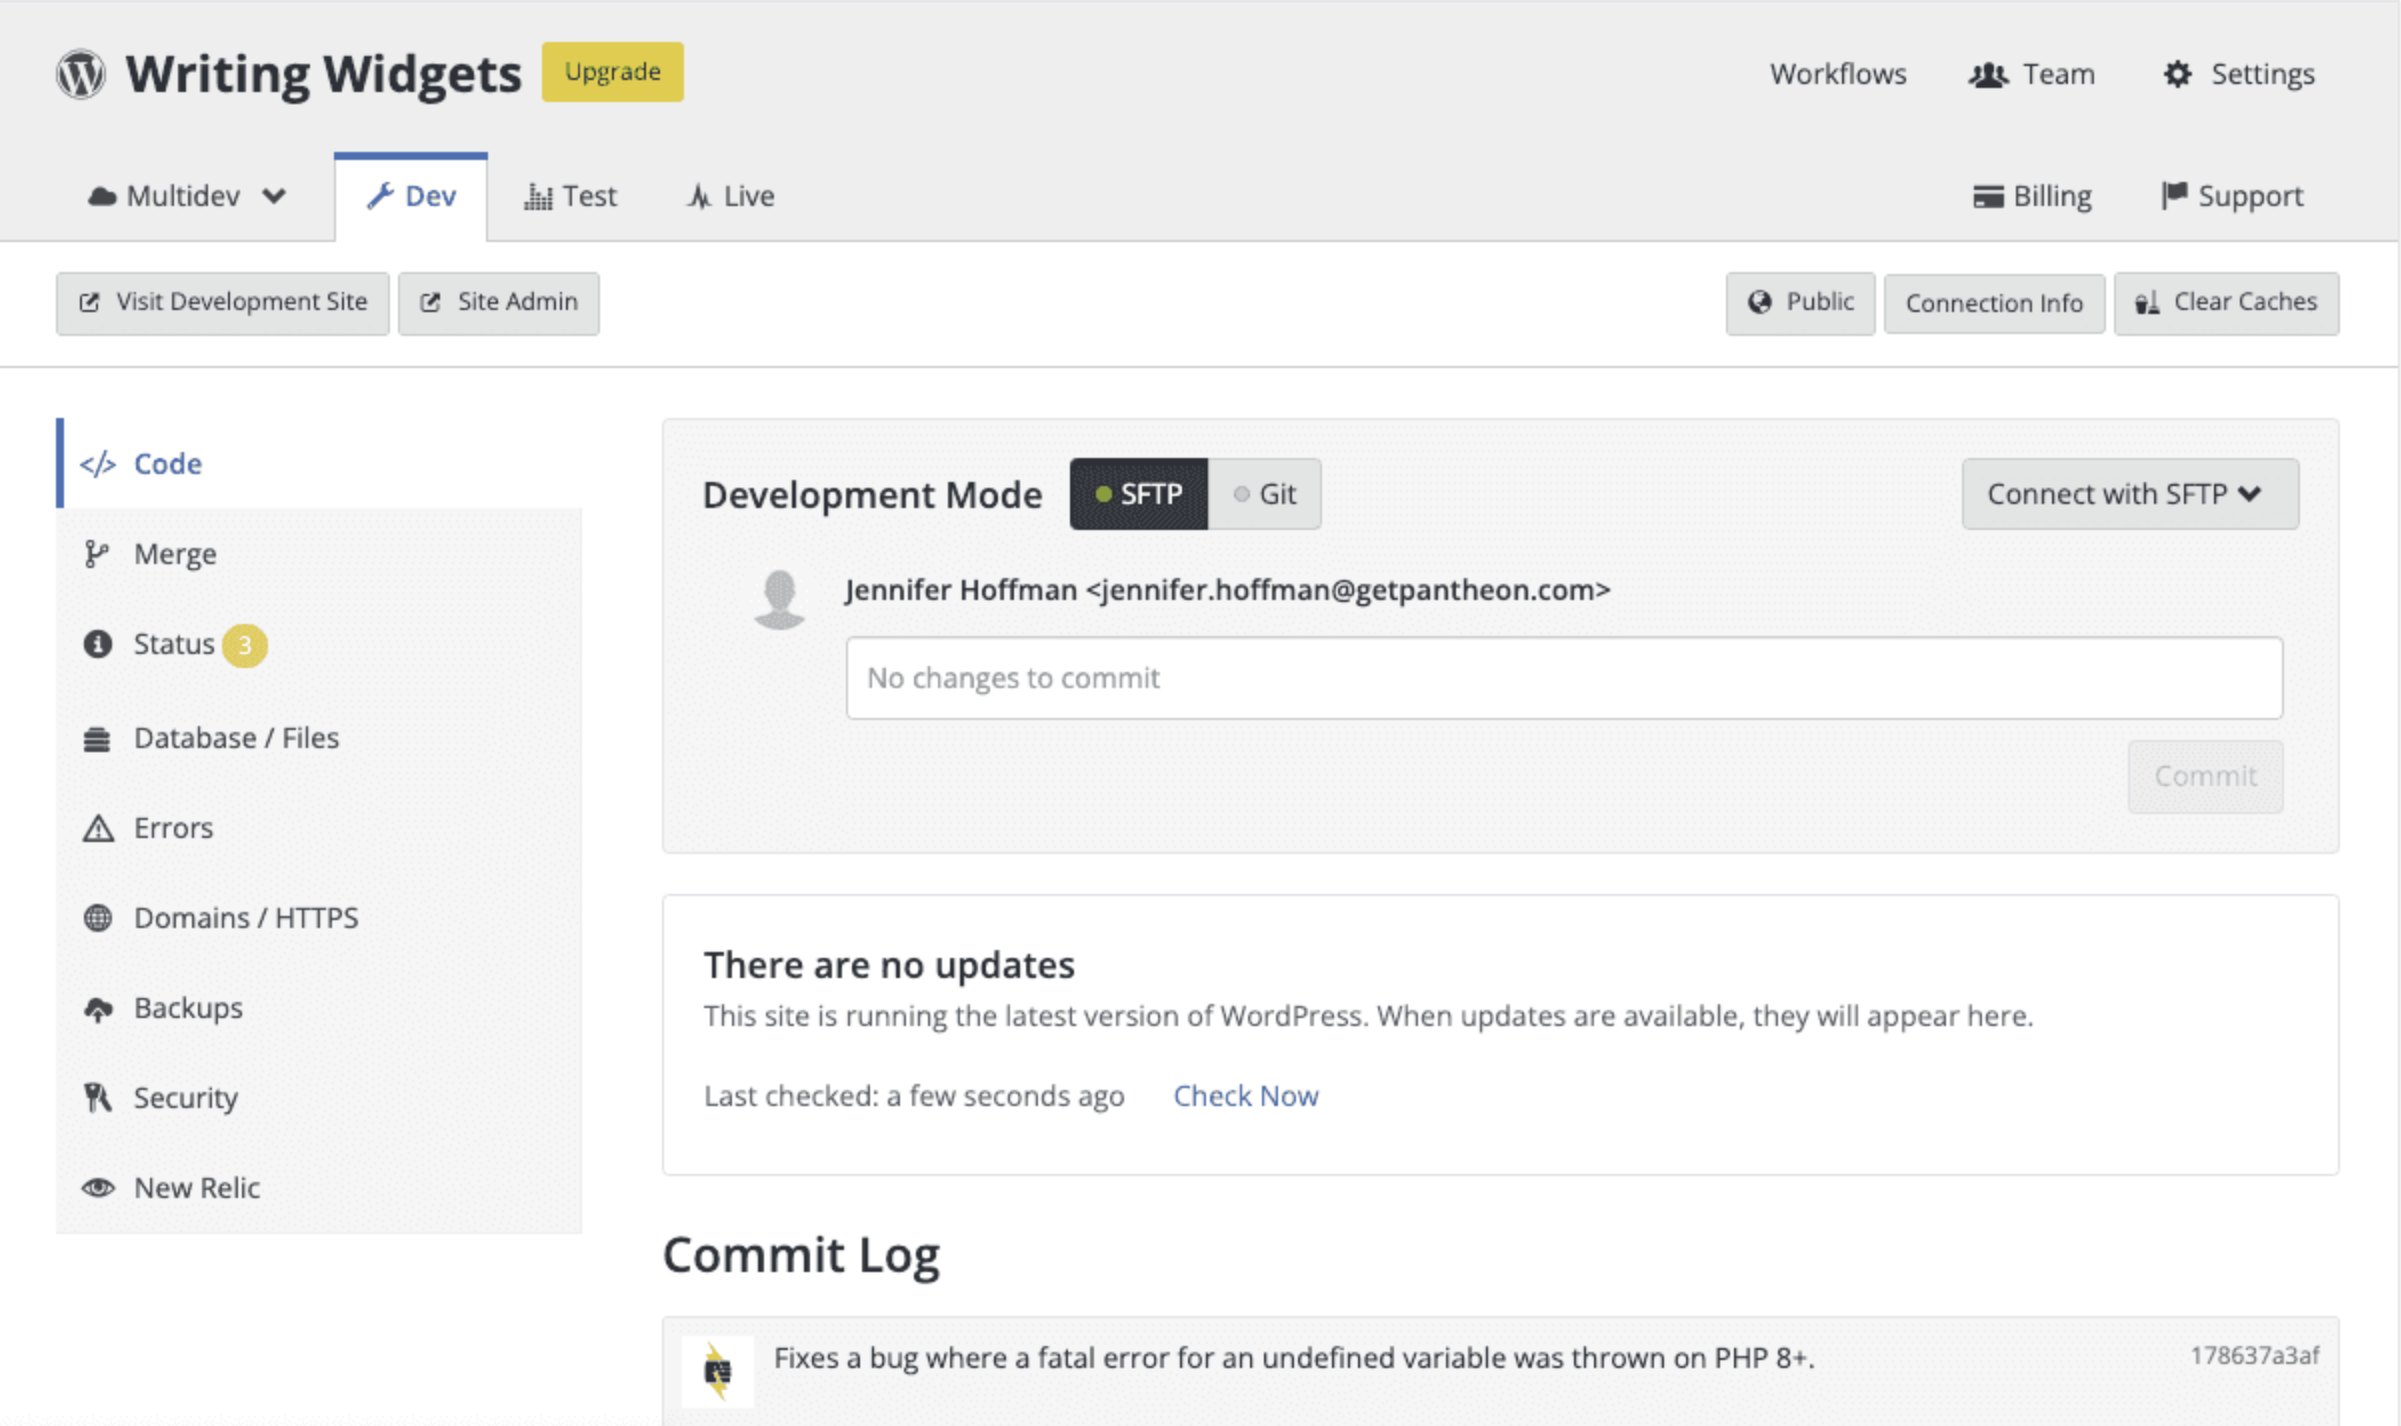 Writing Widgets Upgrade Workflows Team Settings
Multidev Dev Test Live Billing Support
Visit Development Site Site Admin Public Connection Info Clear Caches
Code
Merge
Status 3
Database / Files
Errors
Domains / HTTPS
Backups
Security
New Relic
Development Mode SFTP Git Connect with SFTP
Jennifer Hoffman <jennifer.hoffman@getpantheon.com>
No changes to commit
Commit
There are no updates
This site is running the latest version of WordPress. When updates are available, they will appear here.
Last checked: a few seconds ago Check Now
Commit Log
Fixes a bug where a fatal error for an undefined variable was thrown on PHP 8+. 178637a3af